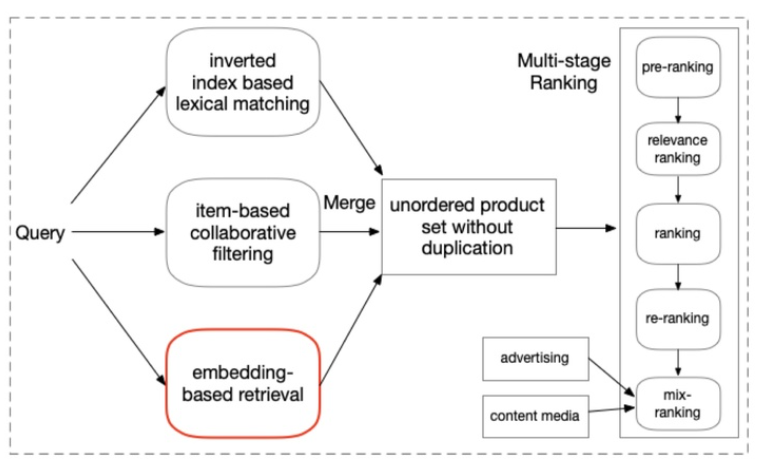 Query
inverted
index based
lexical matching
item-based
collaborative
filtering
embedding-
based retrieval
Merge
unordered product
set without
duplication
Multi-stage
Ranking
pre-ranking
relevance
ranking
ranking
re-ranking
mix-
ranking
advertising
content media